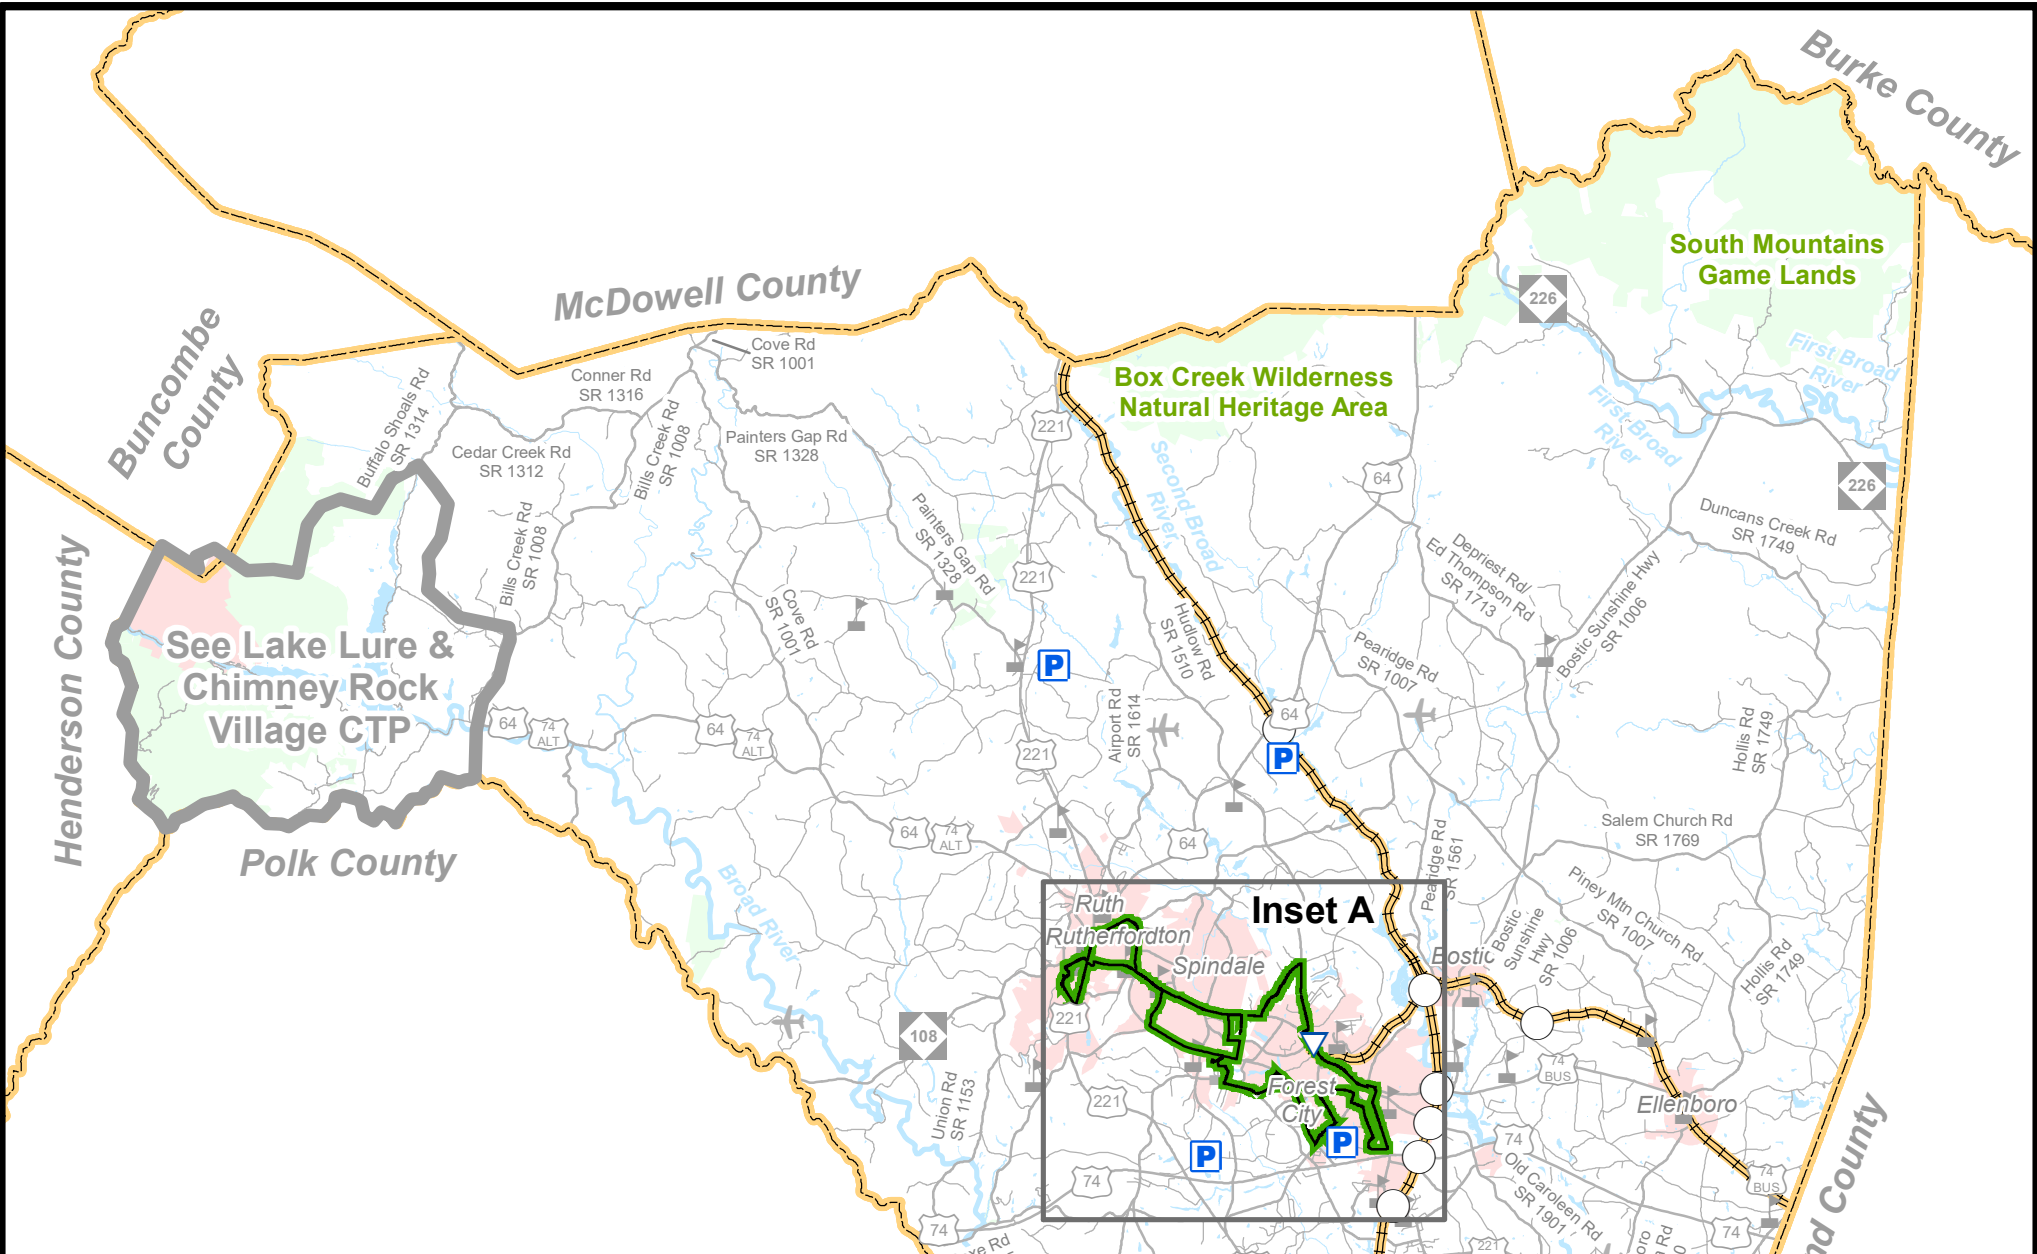 Burke County
South Mountains
Game Lands
226
McDowell County
Buncombe
County
Cove Rd
SR 1001
First Broad
River
Conner Rd
SR 1316
Buffalo Shoals Rd
SR 1314
Box Creek Wilderness
Natural Heritage Area
First Broad
River
Bills Creek Rd
SR 1008
221
Painters Gap Rd
SR 1328
Cedar Creek Rd
SR 1312
Second Broad
River
64
226
Duncans Creek Rd
SR 1749
Painters Gap Rd
SR 1328
Bills Creek Rd
SR 1008
Depriest Rd/
Ed Thompson Rd
SR 1713
221
Bostic Sunshine Hwy
SR 1006
Henderson County
Cove Rd
SR 1001
Hudlow Rd
SR 1510
See Lake Lure &
Chimney Rock
Village CTP
Pearidge Rd
SR 1007
P
Airport Rd
SR 1614
64
74
ALT
64
74
ALT
64
Hollis Rd
SR 1749
221
P
64
74
ALT
64
Pearidge Rd
SR 1561
Salem Church Rd
SR 1769
Polk County
Broad River
Inset A
Ruth
Rutherfordton
Spindale
Bostic
Bostic
Sunshine
Hwy
SR 1006
Piney Mtn Church Rd
SR 1007
Hollis Rd
SR 1749
221
108
74
BUS
Union Rd
SR 1153
221
Forest
City
Ellenboro
P
P
74
74
Old Caroleen Rd
SR 1901
74
BUS
74
221
74
nd County
xe Rd
oro
Rd
0